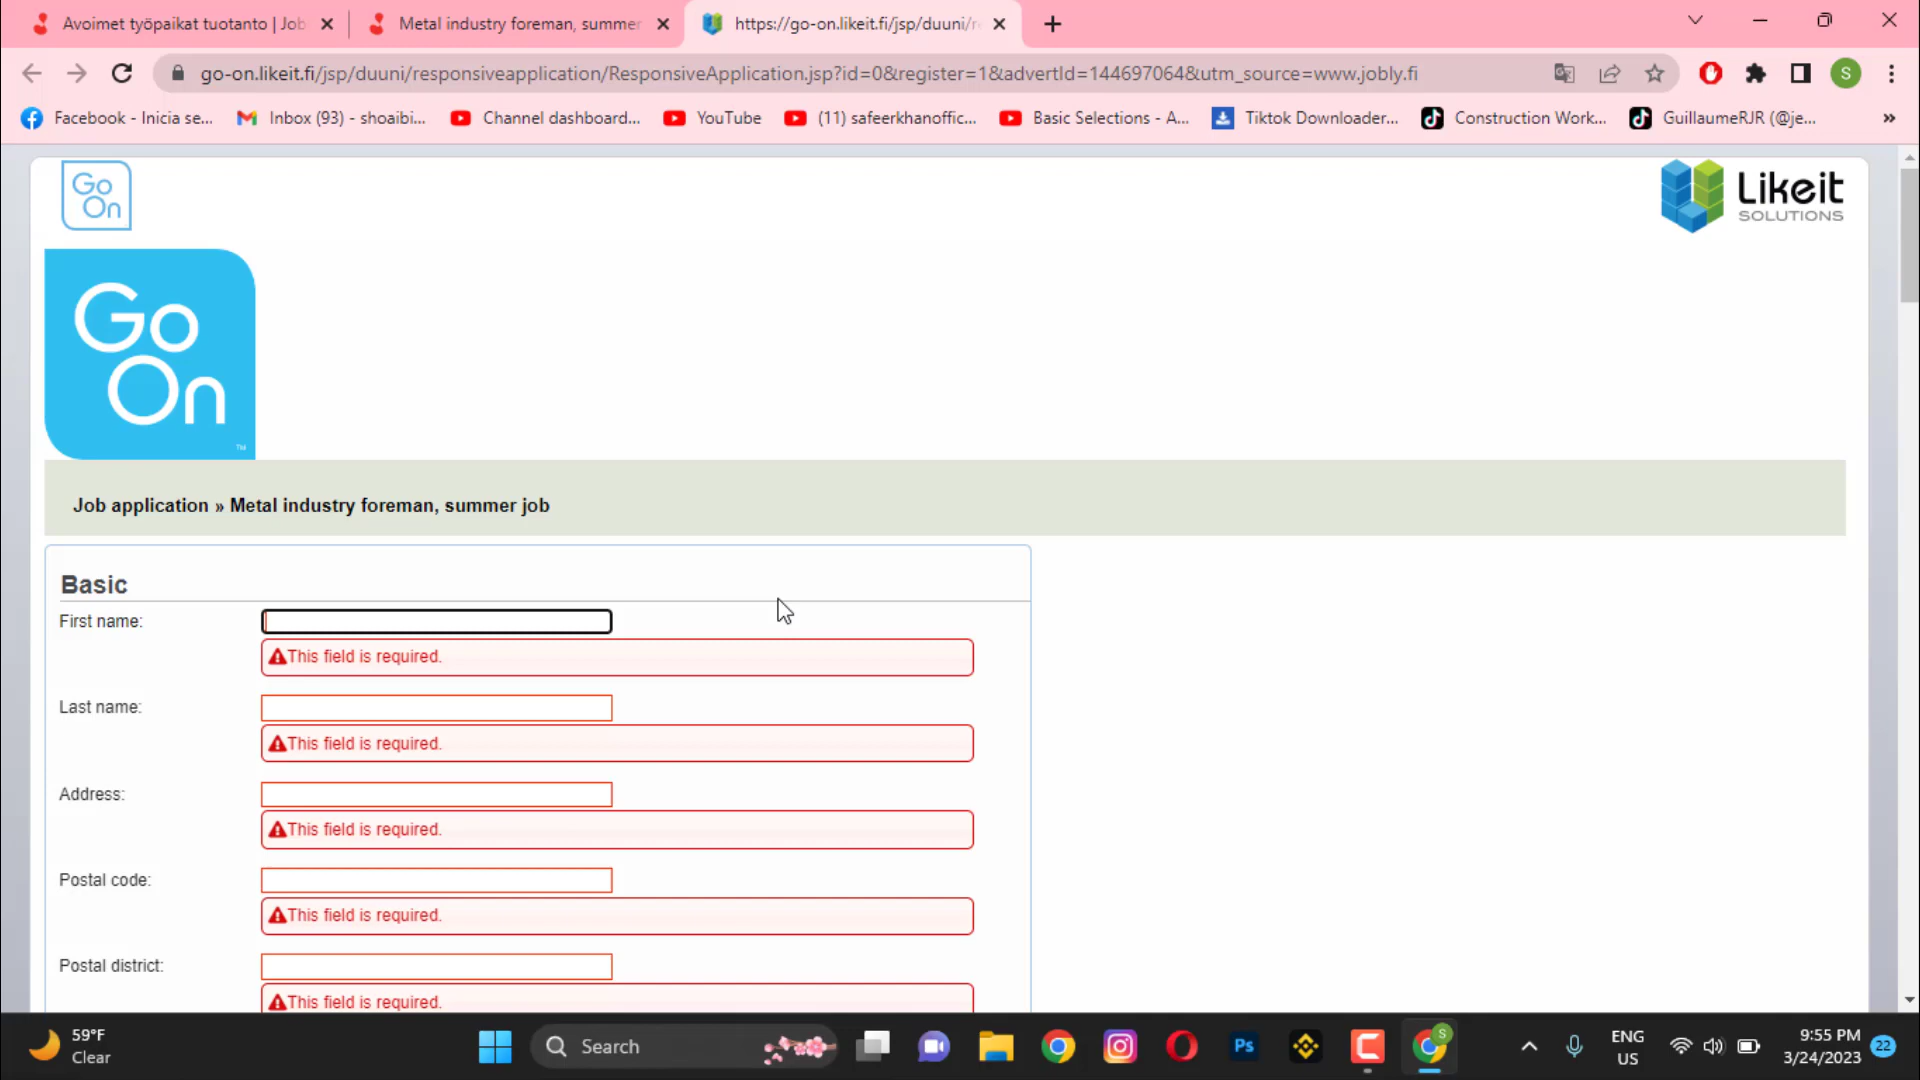 Avoimet työpaikat tuotanto | Job
Metal industry foreman, summer
https://go-on.likeit.fi/jsp/duuni/re
go-on.likeit.fi/jsp/duuni/responsiveapplication/ResponsiveApplication.jsp?id=0&register=1&advertId=144697064&utm_source=www.jobly.fi
S
Facebook - Inicia se...
Inbox (93) - shoaibi...
Channel dashboard...
YouTube
(11) safeerkhanoffic...
Basic Selections - A...
Tiktok Downloader...
Construction Work...
GuillaumeRJR (@je...
»
Go
On
Likeit
SOLUTIONS
Go
On
™
Job application » Metal industry foreman, summer job
Basic
First name:
This field is required.
Last name:
This field is required.
Address:
This field is required.
Postal code:
This field is required.
Postal district:
This field is required.
59°F
Clear
Search
Ps
S
ENG
US
9:55 PM
3/24/2023
22